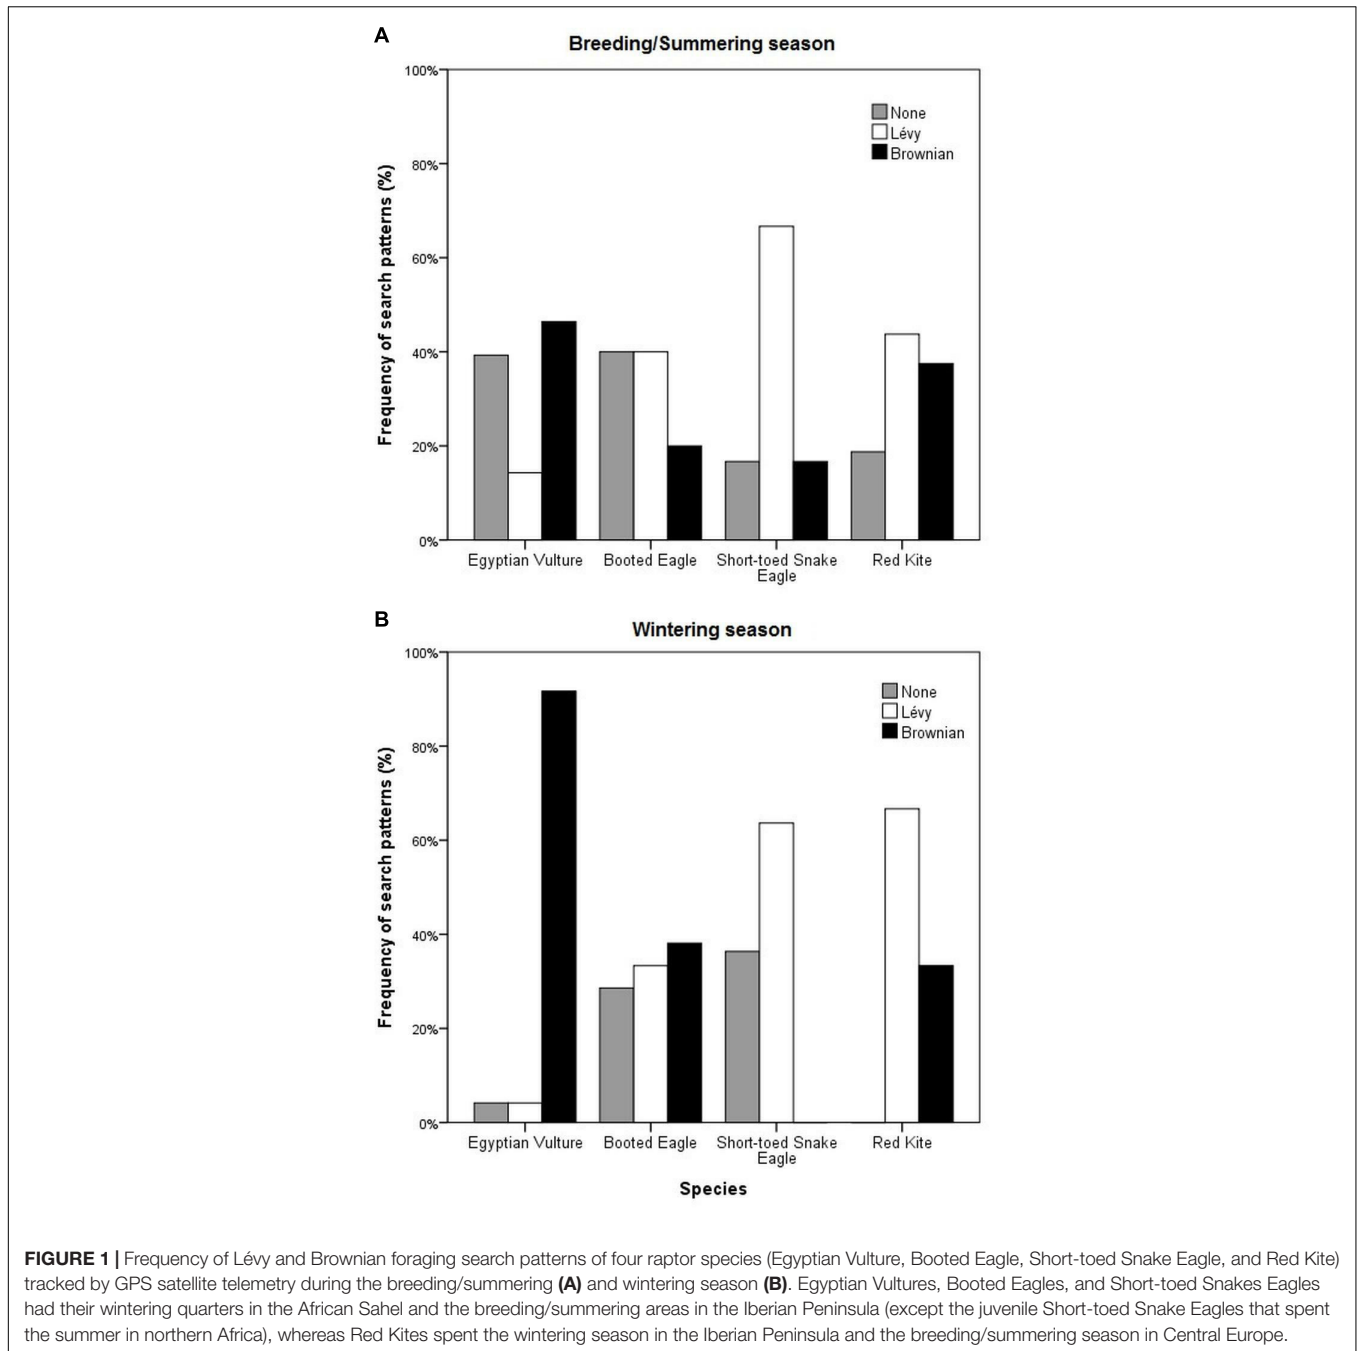 A
Breeding/Summering season
100%
80%
60%
40%
20%
0%
Frequency of search patterns (%)
None
Lévy
Brownian
Egyptian Vulture
Booted Eagle
Short-toed Snake
Eagle
Red Kite
B
Wintering season
100%
80%
60%
40%
20%
0%
Frequency of search patterns (%)
None
Lévy
Brownian
Egyptian Vulture
Booted Eagle
Short-toed Snake
Eagle
Red Kite
Species
FIGURE 1 | Frequency of Lévy and Brownian foraging search patterns of four raptor species (Egyptian Vulture, Booted Eagle, Short-toed Snake Eagle, and Red Kite)
tracked by GPS satellite telemetry during the breeding/summering (A) and wintering season (B). Egyptian Vultures, Booted Eagles, and Short-toed Snakes Eagles
had their wintering quarters in the African Sahel and the breeding/summering areas in the Iberian Peninsula (except the juvenile Short-toed Snake Eagles that spent
the summer in northern Africa), whereas Red Kites spent the wintering season in the Iberian Peninsula and the breeding/summering season in Central Europe.